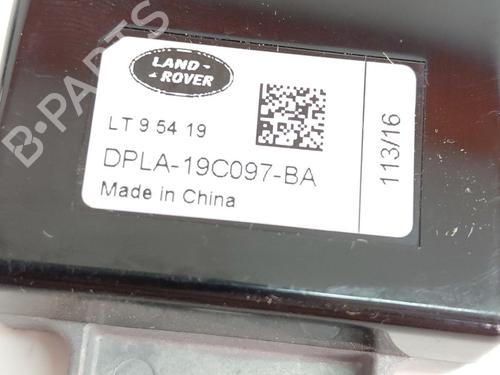 B-PARTS
LAND-
-ROVER
LT 9 54 19
DPLA-19C097-BA
Made in China
113/16